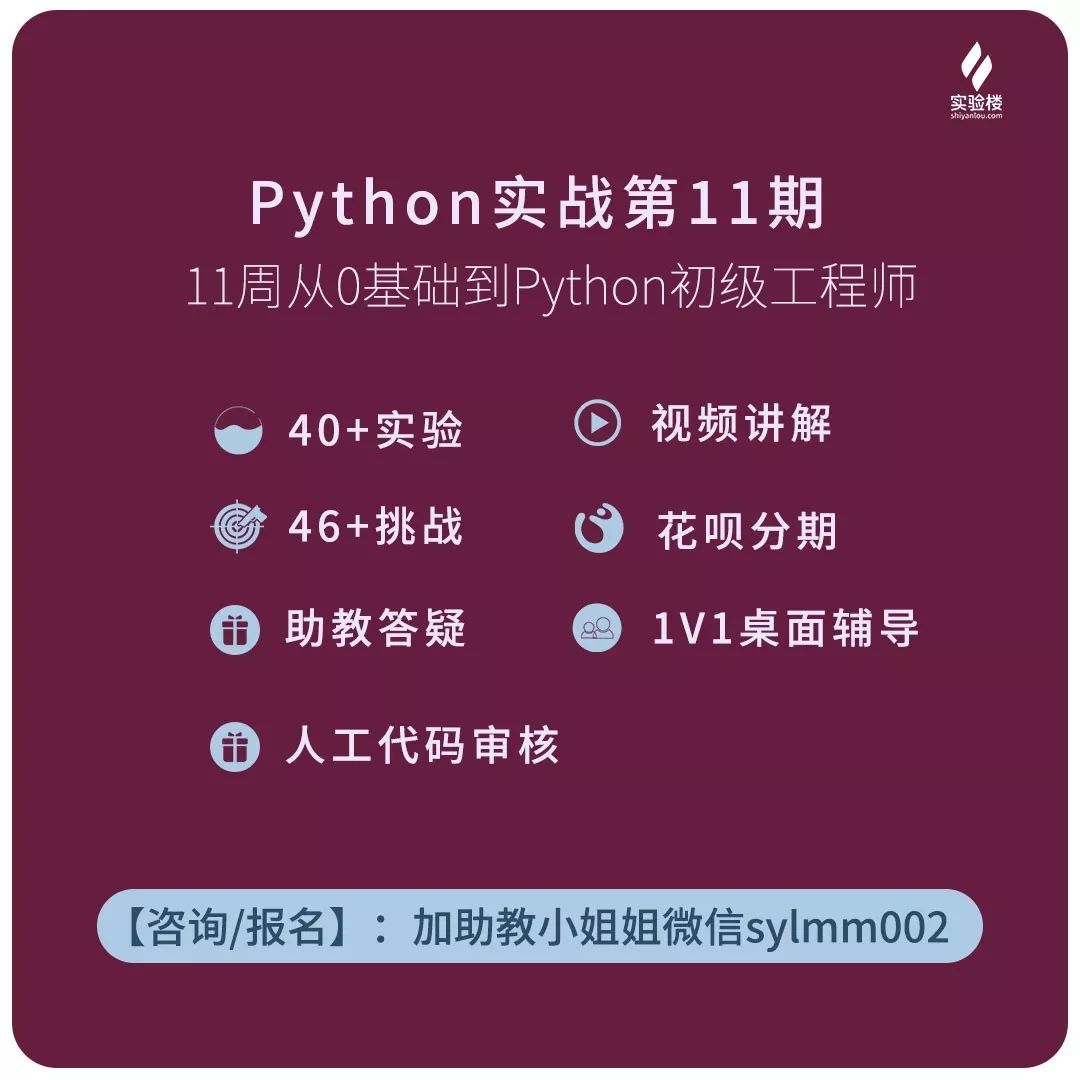 实验楼
shiyanlou.com
Python实战第11期
11周从0基础到Python初级工程师
40+实验
视频讲解
46+挑战
花呗分期
助教答疑
1V1桌面辅导
人工代码审核
【咨询/报名】：加助教小姐姐微信sylmm002